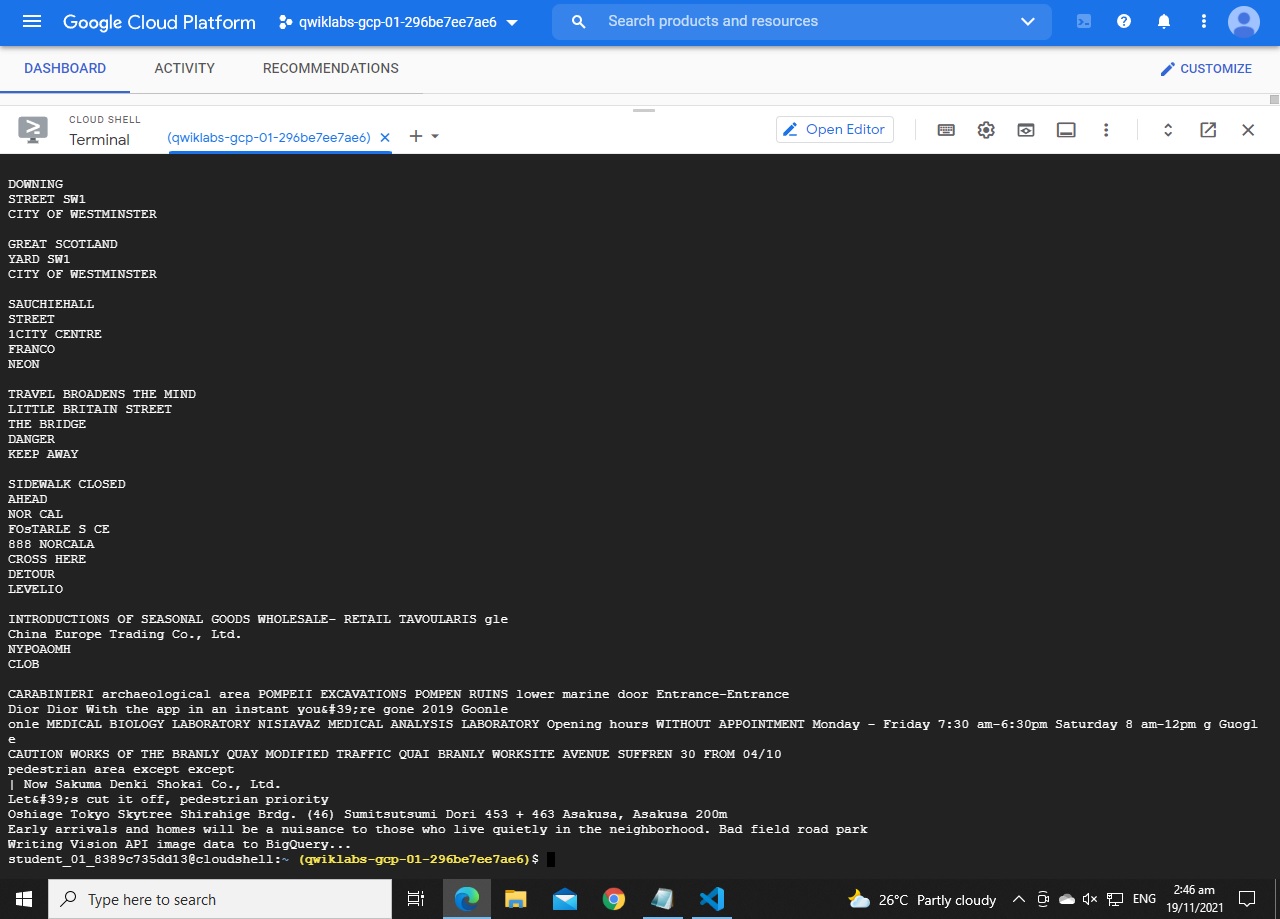 Google Cloud Platform qwiklabs-gcp-01-296be7ee7ae6 Search products and resources
DASHBOARD ACTIVITY RECOMMENDATIONS CUSTOMIZE
CLOUD SHELL
Terminal (qwiklabs-gcp-01-296be7ee7ae6) Open Editor
DOWNING
STREET SW1
CITY OF WESTMINSTER
GREAT SCOTLAND
YARD SW1
CITY OF WESTMINSTER
SAUCHIEHALL
STREET
1CITY CENTRE
FRANCO
NEON
TRAVEL BROADENS THE MIND
LITTLE BRITAIN STREET
THE BRIDGE
DANGER
KEEP AWAY
SIDEWALK CLOSED
AHEAD
NOR CAL
FOsTARLE S CE
888 NORCALA
CROSS HERE
DETOUR
LEVELIO
INTRODUCTIONS OF SEASONAL GOODS WHOLESALE- RETAIL TAVOULARIS gle
China Europe Trading Co., Ltd.
NYPOAOMH
CLOB
CARABINIERI archaeological area POMPEII EXCAVATIONS POMPEN RUINS lower marine door Entrance-Entrance
Dior Dior With the app in an instant you&#39;re gone 2019 Goonle
onle MEDICAL BIOLOGY LABORATORY NISIAVAZ MEDICAL ANALYSIS LABORATORY Opening hours WITHOUT APPOINTMENT Monday - Friday 7:30 am-6:30pm Saturday 8 am-12pm g Guogl
e
CAUTION WORKS OF THE BRANLY QUAY MODIFIED TRAFFIC QUAI BRANLY WORKSITE AVENUE SUFFREN 30 FROM 04/10
pedestrian area except except
| Now Sakuma Denki Shokai Co., Ltd.
Let&#39;s cut it off, pedestrian priority
Oshiage Tokyo Skytree Shirahige Brdg. (46) Sumitsutsumi Dori 453 + 463 Asakusa, Asakusa 200m
Early arrivals and homes will be a nuisance to those who live quietly in the neighborhood. Bad field road park
Writing Vision API image data to BigQuery...
student_01_8389c735dd13@cloudshell:~ (qwiklabs-gcp-01-296be7ee7ae6)$
Type here to search 26°C Partly cloudy ENG 2:46 am
19/11/2021